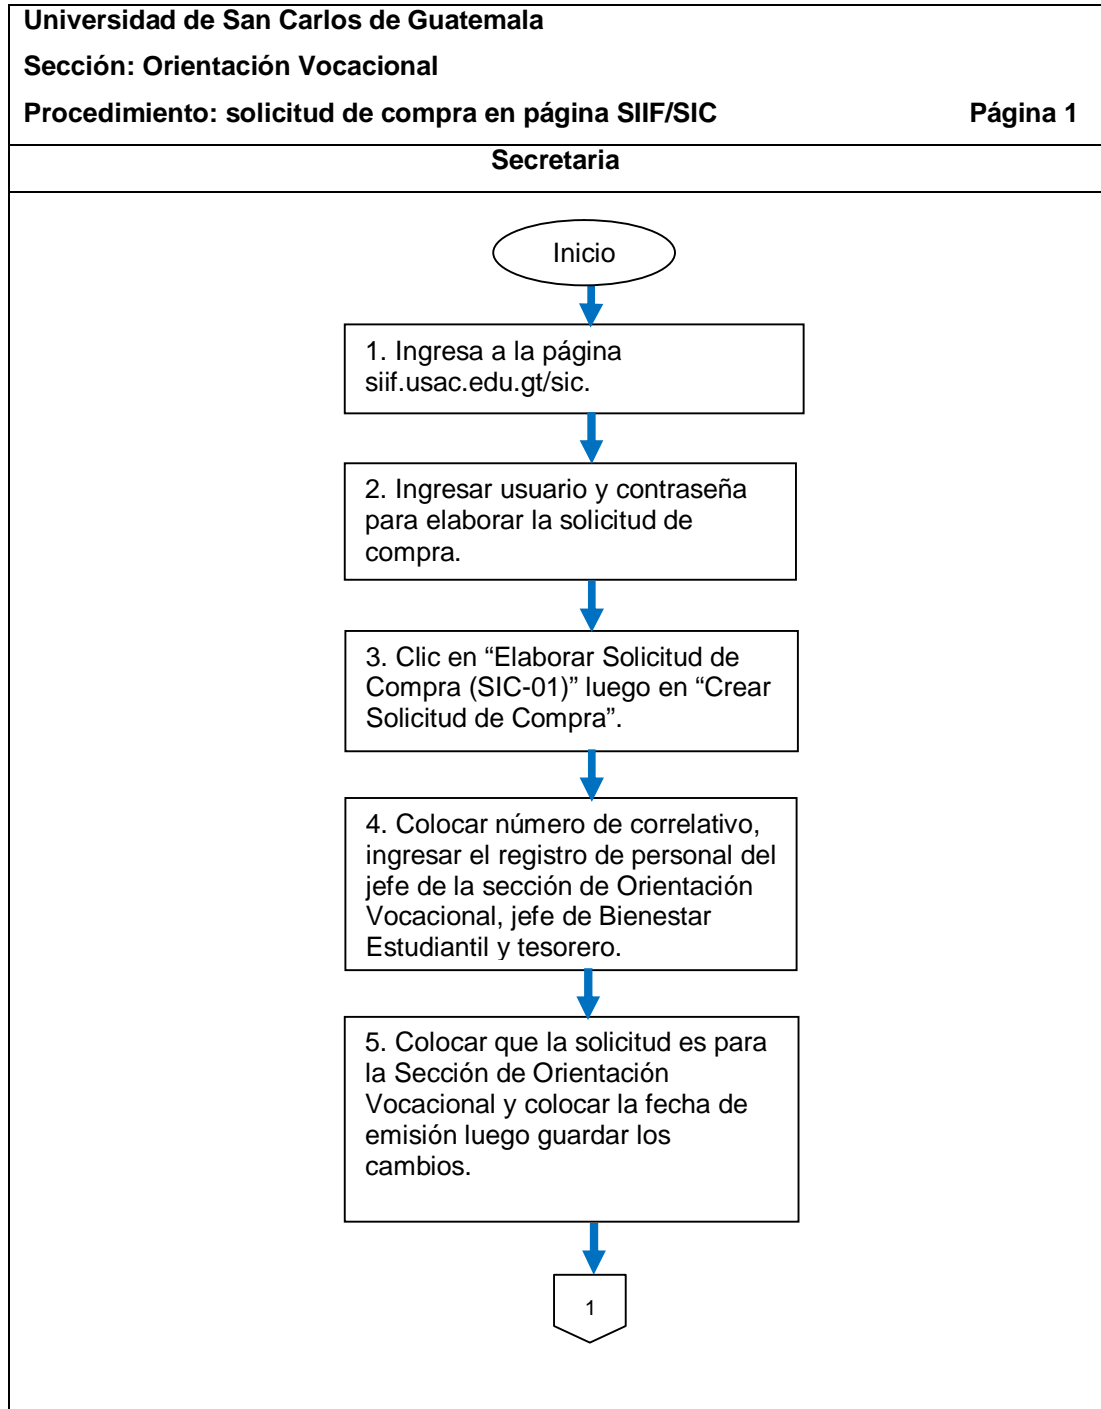 Universidad de San Carlos de Guatemala
Sección: Orientación Vocacional
Procedimiento: solicitud de compra en página SIIF/SIC Página 1
Secretaria
Inicio
1. Ingresa a la página
siif.usac.edu.gt/sic.
2. Ingresar usuario y contraseña
para elaborar la solicitud de
compra.
3. Clic en “Elaborar Solicitud de
Compra (SIC-01)” luego en “Crear
Solicitud de Compra”.
4. Colocar número de correlativo,
ingresar el registro de personal del
jefe de la sección de Orientación
Vocacional, jefe de Bienestar
Estudiantil y tesorero.
5. Colocar que la solicitud es para
la Sección de Orientación
Vocacional y colocar la fecha de
emisión luego guardar los
cambios.
1